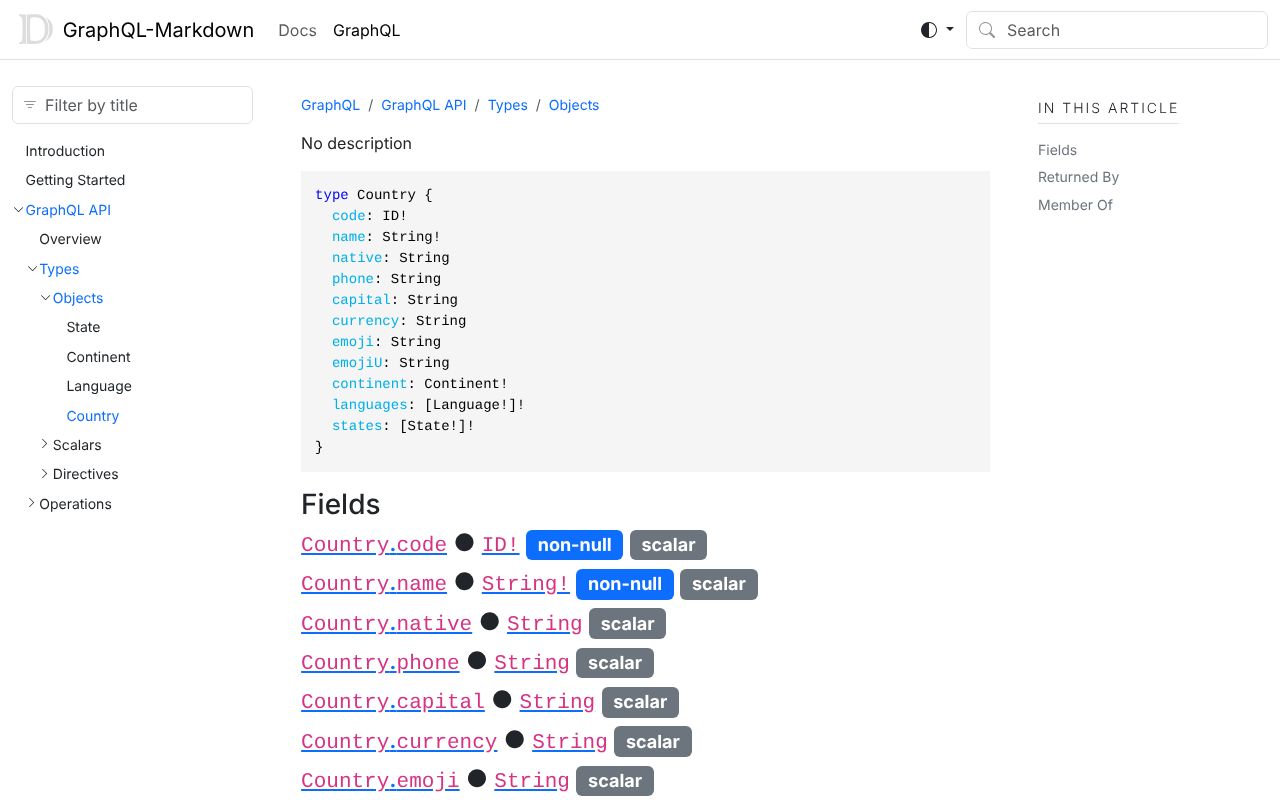 GraphQL-Markdown
Docs
GraphQL
Search
Filter by title
Introduction
Getting Started
GraphQL API
Overview
Types
Objects
State
Continent
Language
Country
Scalars
Directives
Operations
GraphQL / GraphQL API / Types / Objects
No description
type Country {
  code: ID!
  name: String!
  native: String
  phone: String
  capital: String
  currency: String
  emoji: String
  emojiU: String
  continent: Continent!
  languages: [Language!]!
  states: [State!]!
}
Fields
Country.code ● ID! non-null scalar
Country.name ● String! non-null scalar
Country.native ● String scalar
Country.phone ● String scalar
Country.capital ● String scalar
Country.currency ● String scalar
Country.emoji ● String scalar
IN THIS ARTICLE
Fields
Returned By
Member Of